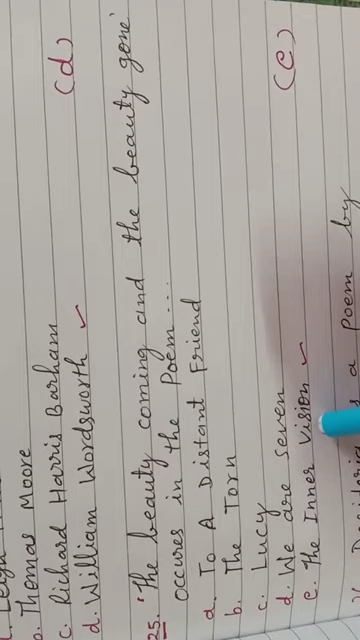 b. Thomas Moore
c. Richard Harris Barham (d)
d. William Wordsworth ✓
25. 'The beauty coming and the beauty gone'
occures in the Poem...
a. To A Distant Friend
b. The Torn
c. Lucy
d. We are seven (e)
e. The Inner Vision ✓
a Poem by